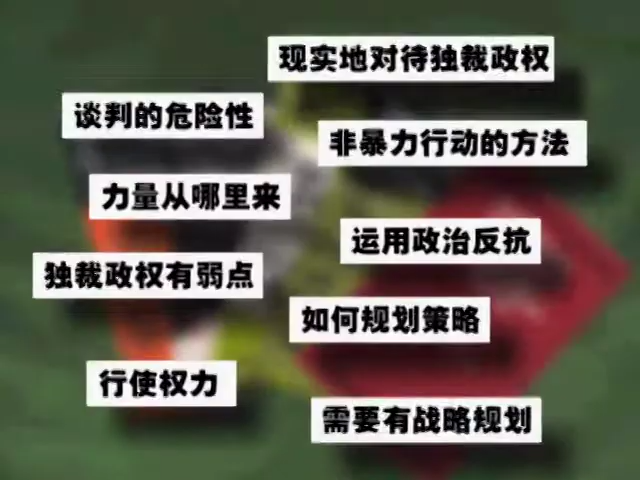 现实地对待独裁政权
谈判的危险性
非暴力行动的方法
力量从哪里来
运用政治反抗
独裁政权有弱点
如何规划策略
行使权力
需要有战略规划